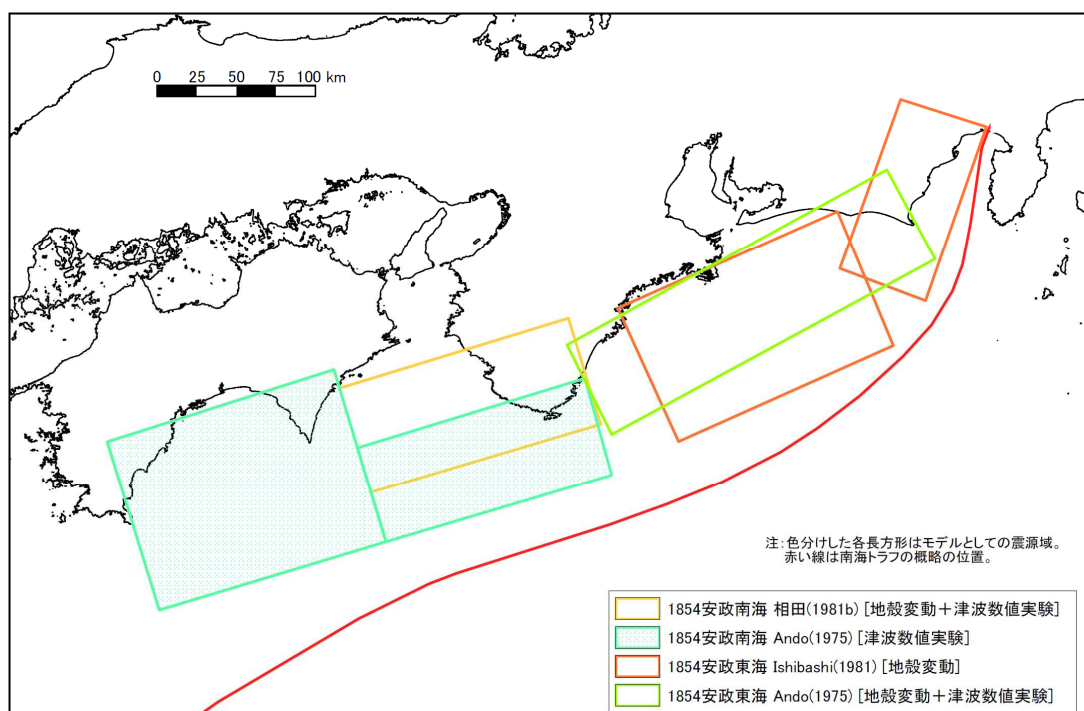 0 25 50 75 100 km
注:色分けした各長方形はモデルとしての震源域。
赤い線は南海トラフの概略の位置。
1854安政南海 相田(1981b) [地殻変動+津波数値実験]
1854安政南海 Ando(1975) [津波数値実験]
1854安政東海 Ishibashi(1981) [地殻変動]
1854安政東海 Ando(1975) [地殻変動+津波数値実験]